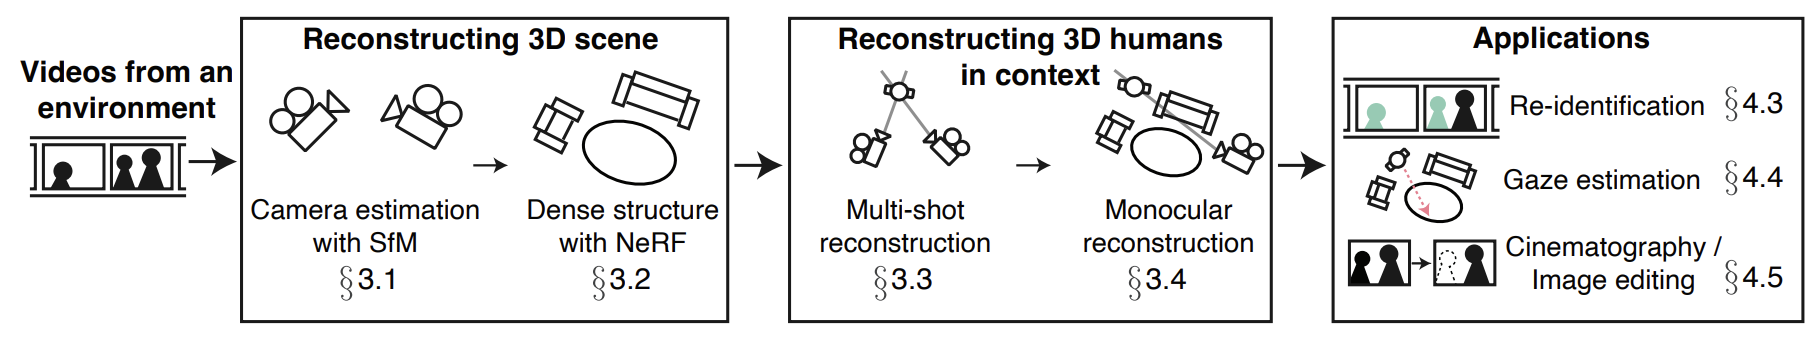 Videos from an
environment
Reconstructing 3D scene
Camera estimation
with SfM
§3.1
Dense structure
with NeRF
§3.2
Reconstructing 3D humans
in context
Multi-shot
reconstruction
§3.3
Monocular
reconstruction
§3.4
Applications
Re-identification §4.3
Gaze estimation §4.4
Cinematography /
Image editing §4.5